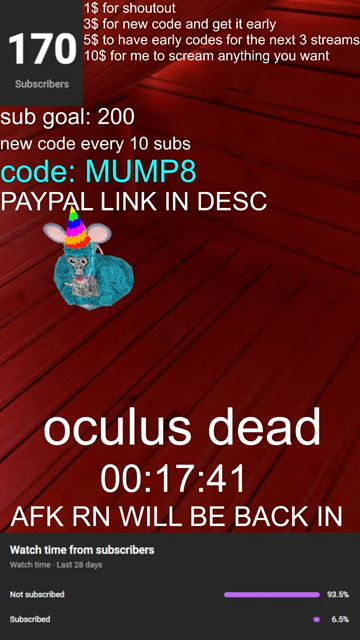 170
Subscribers
1$ for shoutout
3$ for new code and get it early
5$ to have early codes for the next 3 streams
10$ for me to scream anything you want
sub goal: 200
new code every 10 subs
code: MUMP8
PAYPAL LINK IN DESC
oculus dead
00:17:41
AFK RN WILL BE BACK IN
Watch time from subscribers
Watch time · Last 28 days
Not subscribed 93.5%
Subscribed 6.5%